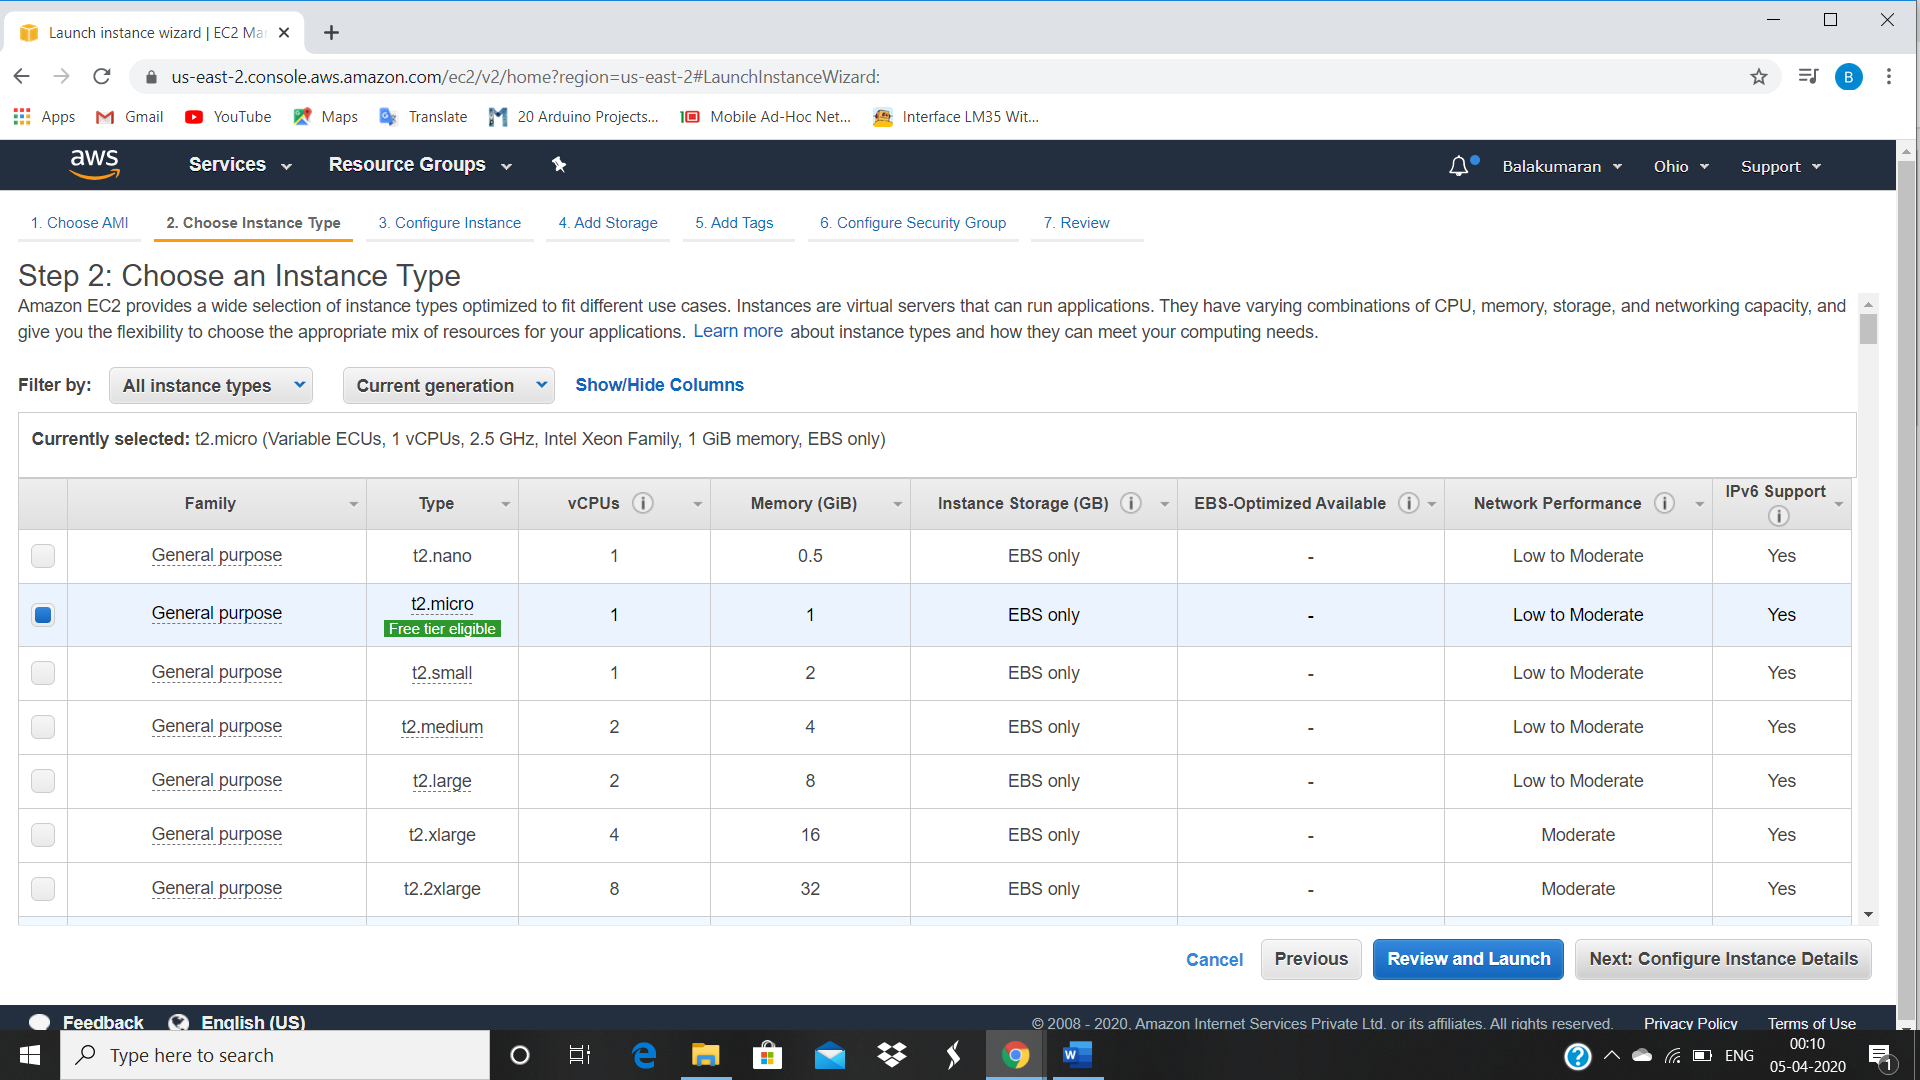 Launch instance wizard | EC2 Ma
us-east-2.console.aws.amazon.com/ec2/v2/home?region=us-east-2#LaunchInstanceWizard:
B
Apps Gmail YouTube Maps Translate 20 Arduino Projects... Mobile Ad-Hoc Net... Interface LM35 Wit...
aws Services Resource Groups Balakumaran Ohio Support
1. Choose AMI 2. Choose Instance Type 3. Configure Instance 4. Add Storage 5. Add Tags 6. Configure Security Group 7. Review
Step 2: Choose an Instance Type
Amazon EC2 provides a wide selection of instance types optimized to fit different use cases. Instances are virtual servers that can run applications. They have varying combinations of CPU, memory, storage, and networking capacity, and
give you the flexibility to choose the appropriate mix of resources for your applications. Learn more about instance types and how they can meet your computing needs.
Filter by: All instance types Current generation Show/Hide Columns
Currently selected: t2.micro (Variable ECUs, 1 vCPUs, 2.5 GHz, Intel Xeon Family, 1 GiB memory, EBS only)
Family Type vCPUs Memory (GiB) Instance Storage (GB) EBS-Optimized Available Network Performance IPv6 Support
General purpose t2.nano 1 0.5 EBS only - Low to Moderate Yes
General purpose t2.micro 1 1 EBS only - Low to Moderate Yes
Free tier eligible
General purpose t2.small 1 2 EBS only - Low to Moderate Yes
General purpose t2.medium 2 4 EBS only - Low to Moderate Yes
General purpose t2.large 2 8 EBS only - Low to Moderate Yes
General purpose t2.xlarge 4 16 EBS only - Moderate Yes
General purpose t2.2xlarge 8 32 EBS only - Moderate Yes
Cancel Previous Review and Launch Next: Configure Instance Details
Feedback English (US) © 2008 - 2020, Amazon Internet Services Private Ltd. or its affiliates. All rights reserved. Privacy Policy Terms of Use
Type here to search ENG 00:10
05-04-2020
1